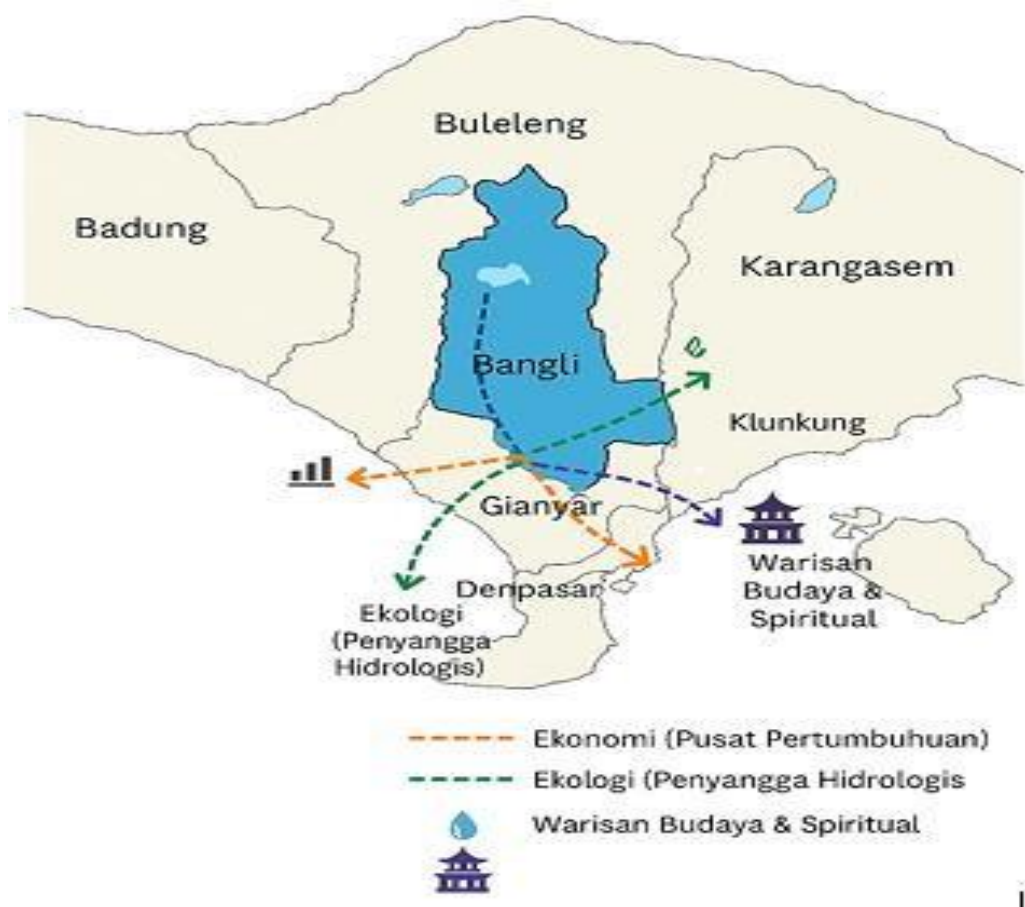 Buleleng
Badung
Karangasem
Bangli
Klunkung
Gianyar
Denpasar
Ekologi
(Penyangga
Hidrologis)
Warisan
Budaya &
Spiritual
Ekonomi (Pusat Pertumbuhuan)
Ekologi (Penyangga Hidrologis
Warisan Budaya & Spiritual